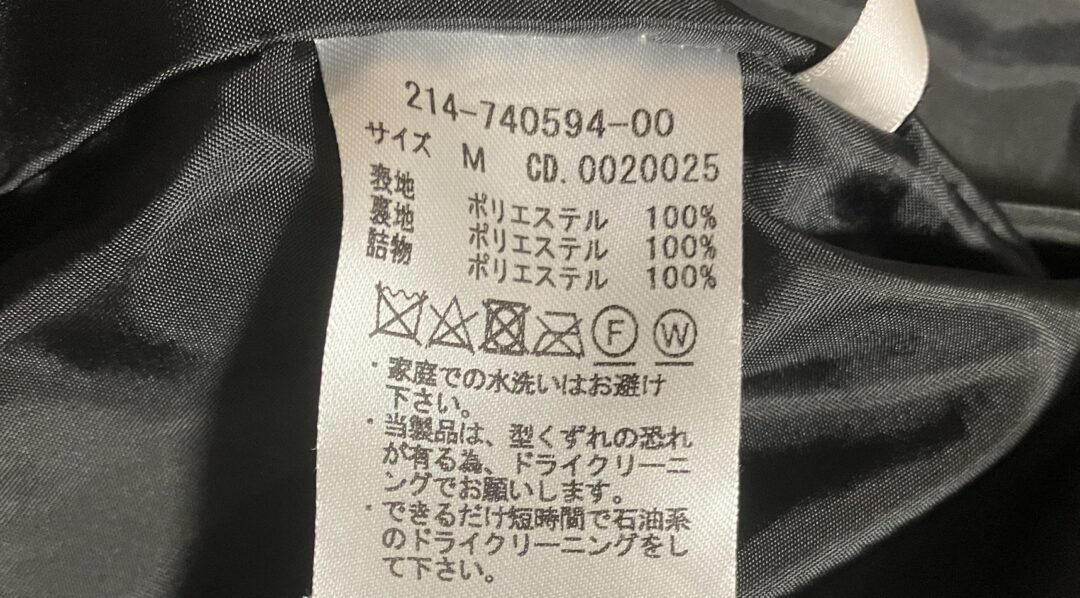 214-740594-00
サイズ M CD.0020025
表地 ポリエステル 100%
裏地 ポリエステル 100%
詰物 ポリエステル 100%
F W
・家庭での水洗いはお避け
下さい。
・当製品は、型くずれの恐れ
が有る為、ドライクリーニ
ングでお願いします。
・できるだけ短時間で石油系
のドライクリーニングをし
て下さい。